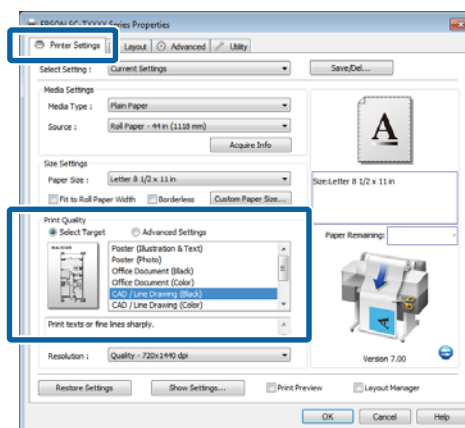 EPSON SC-TXXXX Series Properties
Printer Settings Layout Advanced Utility
Select Setting : Current Settings Save/Del...
Media Settings
Media Type : Plain Paper
Source : Roll Paper - 44 in (1118 mm)
Acquire Info
A
Size Settings
Paper Size : Letter 8 1/2 x 11 in
Size:Letter 8 1/2 x 11 in
Fit to Roll Paper Width Borderless Custom Paper Size...
Print Quality
Select Target Advanced Settings
Paper Remaining:
Poster (Illustration & Text)
Poster (Photo)
Office Document (Black)
Office Document (Color)
CAD / Line Drawing (Black)
CAD / Line Drawing (Color)
A
Print texts or fine lines sharply.
Resolution : Quality - 720x1440 dpi
Version 7.00
Restore Settings Show Settings... Print Preview Layout Manager
OK Cancel Help